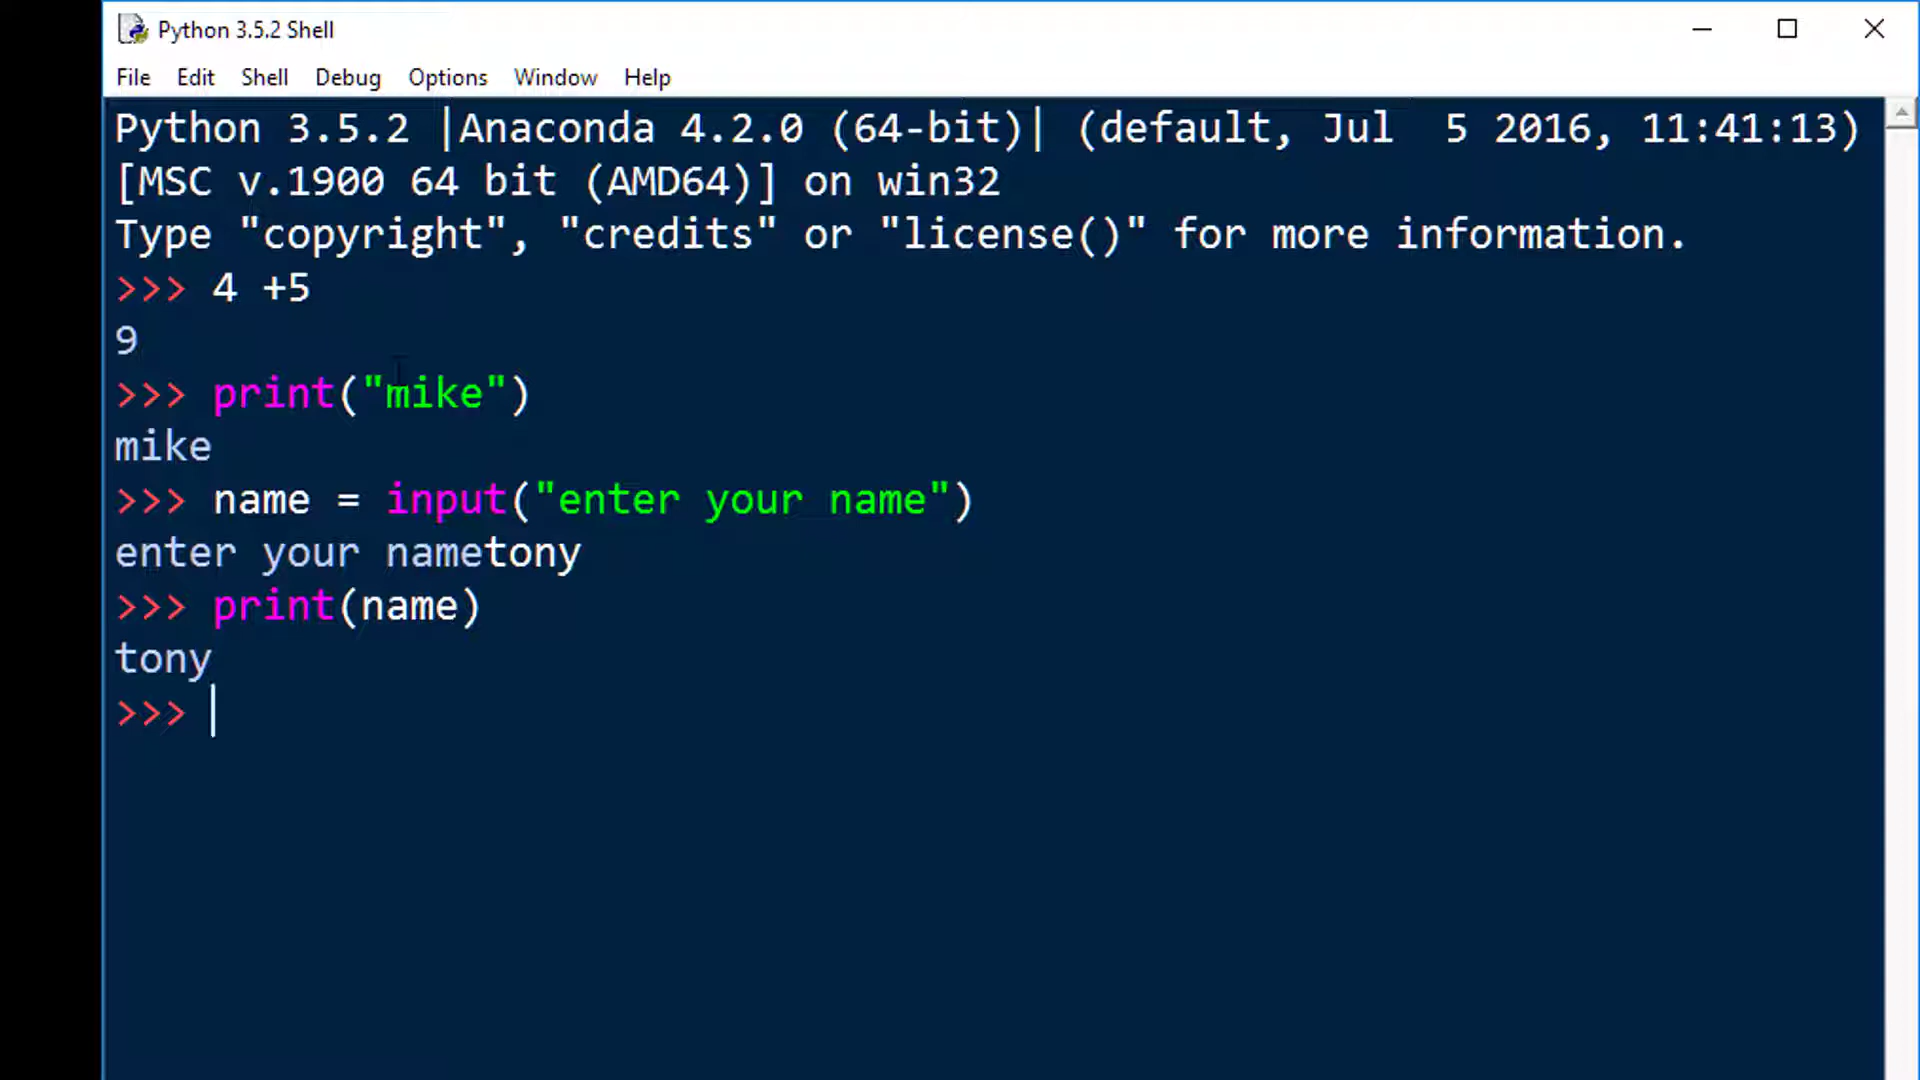 Python 3.5.2 Shell
File Edit Shell Debug Options Window Help
Python 3.5.2 |Anaconda 4.2.0 (64-bit)| (default, Jul  5 2016, 11:41:13)
[MSC v.1900 64 bit (AMD64)] on win32
Type "copyright", "credits" or "license()" for more information.
>>> 4 +5
9
>>> print("mike")
mike
>>> name = input("enter your name")
enter your nametony
>>> print(name)
tony
>>>